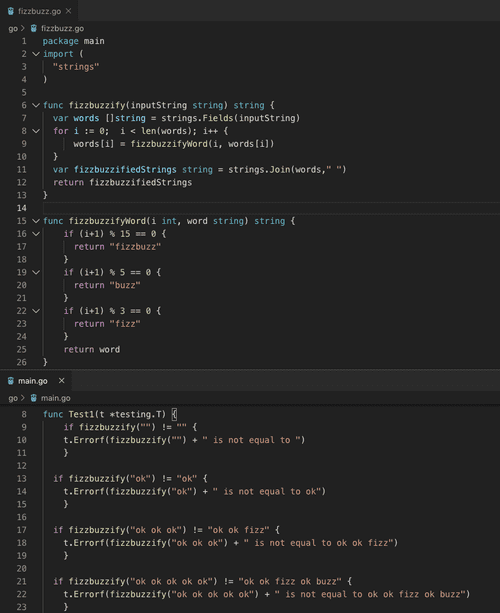 fizzbuzz.go ×
go > fizzbuzz.go
1 package main
2 import (
3 "strings"
4 )
5
6 func fizzbuzzify(inputString string) string {
7 var words []string = strings.Fields(inputString)
8 for i := 0; i < len(words); i++ {
9 words[i] = fizzbuzzifyWord(i, words[i])
10 }
11 var fizzbuzzifiedStrings string = strings.Join(words," ")
12 return fizzbuzzifiedStrings
13 }
14
15 func fizzbuzzifyWord(i int, word string) string {
16 if (i+1) % 15 == 0 {
17 return "fizzbuzz"
18 }
19 if (i+1) % 5 == 0 {
20 return "buzz"
21 }
22 if (i+1) % 3 == 0 {
23 return "fizz"
24 }
25 return word
26 }
main.go ×
go > main.go
8 func Test1(t *testing.T) {
9 if fizzbuzzify("") != "" {
10 t.Errorf(fizzbuzzify("") + " is not equal to ")
11 }
12
13 if fizzbuzzify("ok") != "ok" {
14 t.Errorf(fizzbuzzify("ok") + " is not equal to ok")
15 }
16
17 if fizzbuzzify("ok ok ok") != "ok ok fizz" {
18 t.Errorf(fizzbuzzify("ok ok ok") + " is not equal to ok ok fizz")
19 }
20
21 if fizzbuzzify("ok ok ok ok ok") != "ok ok fizz ok buzz" {
22 t.Errorf(fizzbuzzify("ok ok ok ok ok") + " is not equal to ok ok fizz ok buzz")
23 }